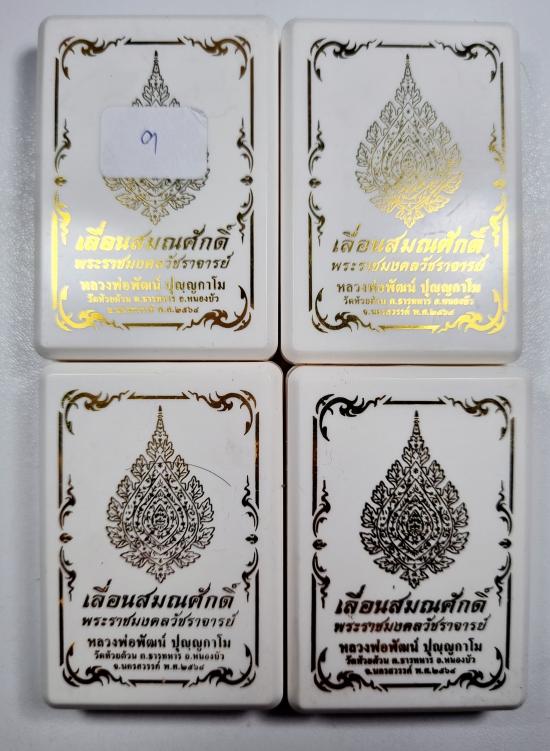 ๑
เลื่อนสมณศักดิ์
พระราชมงคลวัชราจารย์
หลวงพ่อพัฒน์ ปุญฺญกาโม
วัดห้วยด้วน ต.ธารทหาร อ.หนองบัว
จ.นครสวรรค์ พ.ศ.๒๕๖๔
เลื่อนสมณศักดิ์
พระราชมงคลวัชราจารย์
หลวงพ่อพัฒน์ ปุญฺญกาโม
วัดห้วยด้วน ต.ธารทหาร อ.หนองบัว
จ.นครสวรรค์ พ.ศ.๒๕๖๔
เลื่อนสมณศักดิ์
พระราชมงคลวัชราจารย์
หลวงพ่อพัฒน์ ปุญฺญกาโม
วัดห้วยด้วน ต.ธารทหาร อ.หนองบัว
จ.นครสวรรค์ พ.ศ.๒๕๖๔
เลื่อนสมณศักดิ์
พระราชมงคลวัชราจารย์
หลวงพ่อพัฒน์ ปุญฺญกาโม
วัดห้วยด้วน ต.ธารทหาร อ.หนองบัว
จ.นครสวรรค์ พ.ศ.๒๕๖๔